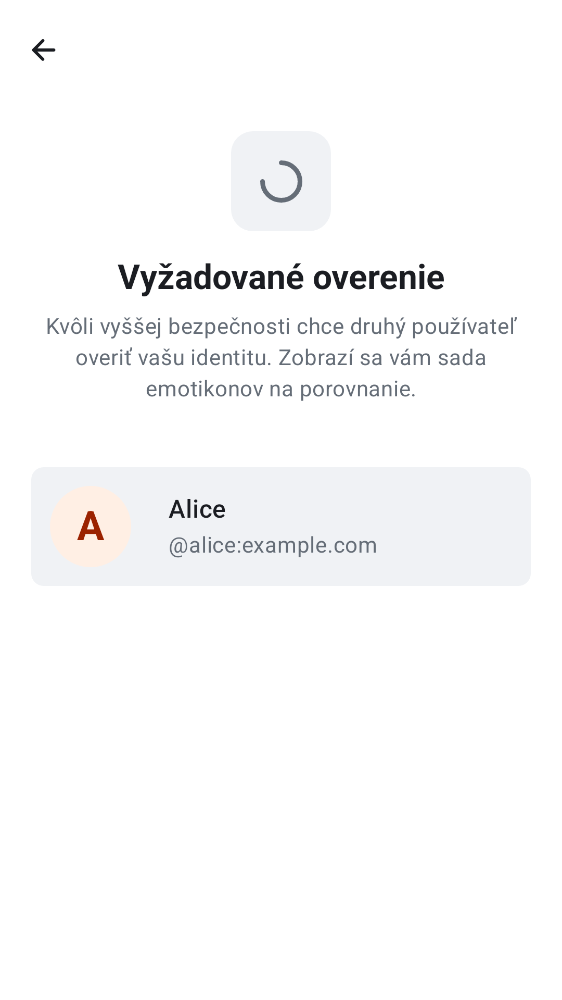 Vyžadované overenie
Kvôli vyššej bezpečnosti chce druhý používateľ
overiť vašu identitu. Zobrazí sa vám sada
emotikonov na porovnanie.
A
Alice
@alice:example.com